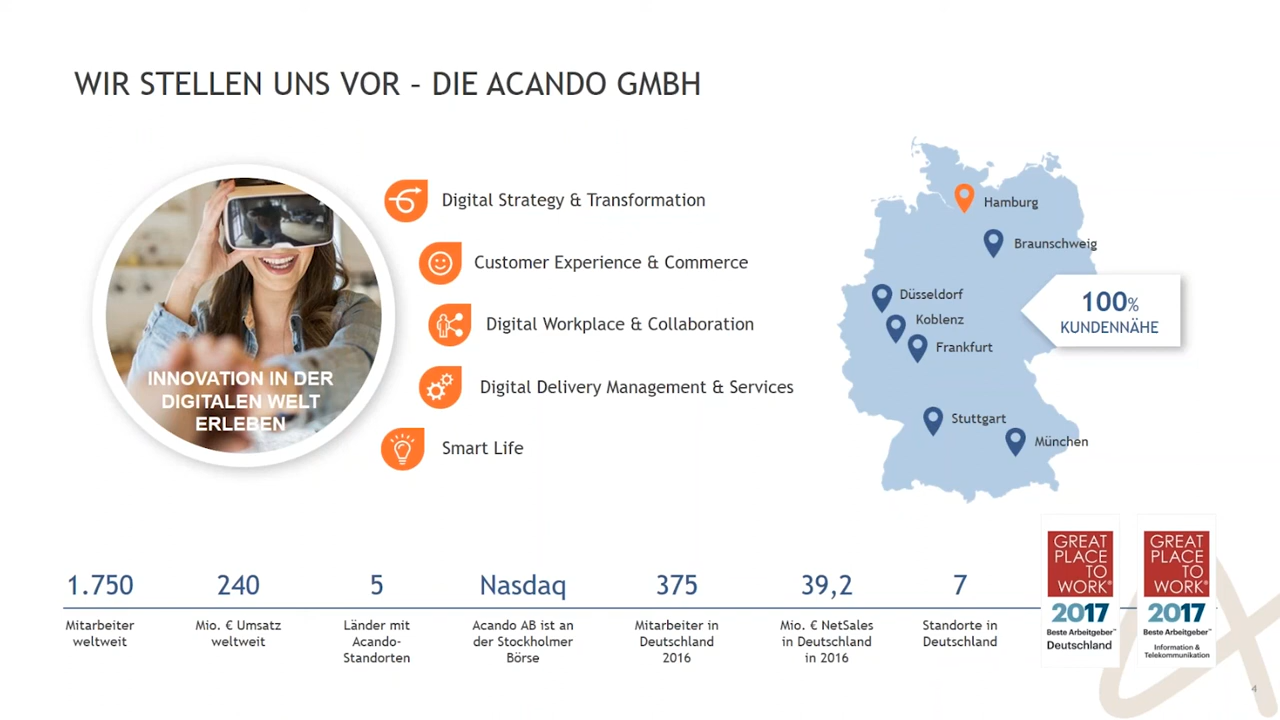 WIR STELLEN UNS VOR – DIE ACANDO GMBH
INNOVATION IN DER
DIGITALEN WELT
ERLEBEN
Digital Strategy & Transformation
Customer Experience & Commerce
Digital Workplace & Collaboration
Digital Delivery Management & Services
Smart Life
Hamburg
Braunschweig
Düsseldorf
Koblenz
Frankfurt
Stuttgart
München
100%
KUNDENNÄHE
1.750
Mitarbeiter
weltweit
240
Mio. € Umsatz
weltweit
5
Länder mit
Acando-
Standorten
Nasdaq
Acando AB ist an
der Stockholmer
Börse
375
Mitarbeiter in
Deutschland
2016
39,2
Mio. € NetSales
in Deutschland
in 2016
7
Standorte in
Deutschland
GREAT
PLACE
TO
WORK®
2017
Beste Arbeitgeber™
Deutschland
GREAT
PLACE
TO
WORK®
2017
Beste Arbeitgeber™
Information &
Telekommunikation
4